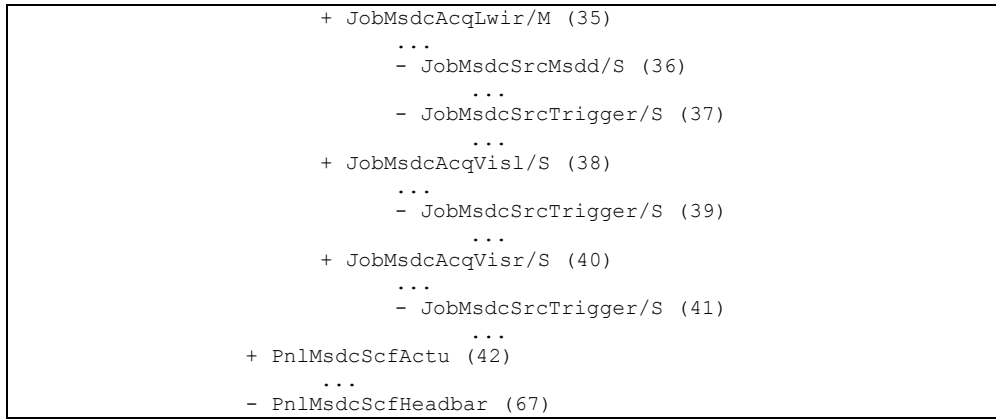 + JobMsdcAcqLwir/M (35)
...
- JobMsdcSrcMsdd/S (36)
...
- JobMsdcSrcTrigger/S (37)
...
+ JobMsdcAcqVisl/S (38)
...
- JobMsdcSrcTrigger/S (39)
...
+ JobMsdcAcqVisr/S (40)
...
- JobMsdcSrcTrigger/S (41)
...
+ PnlMsdcScfActu (42)
...
- PnlMsdcScfHeadbar (67)